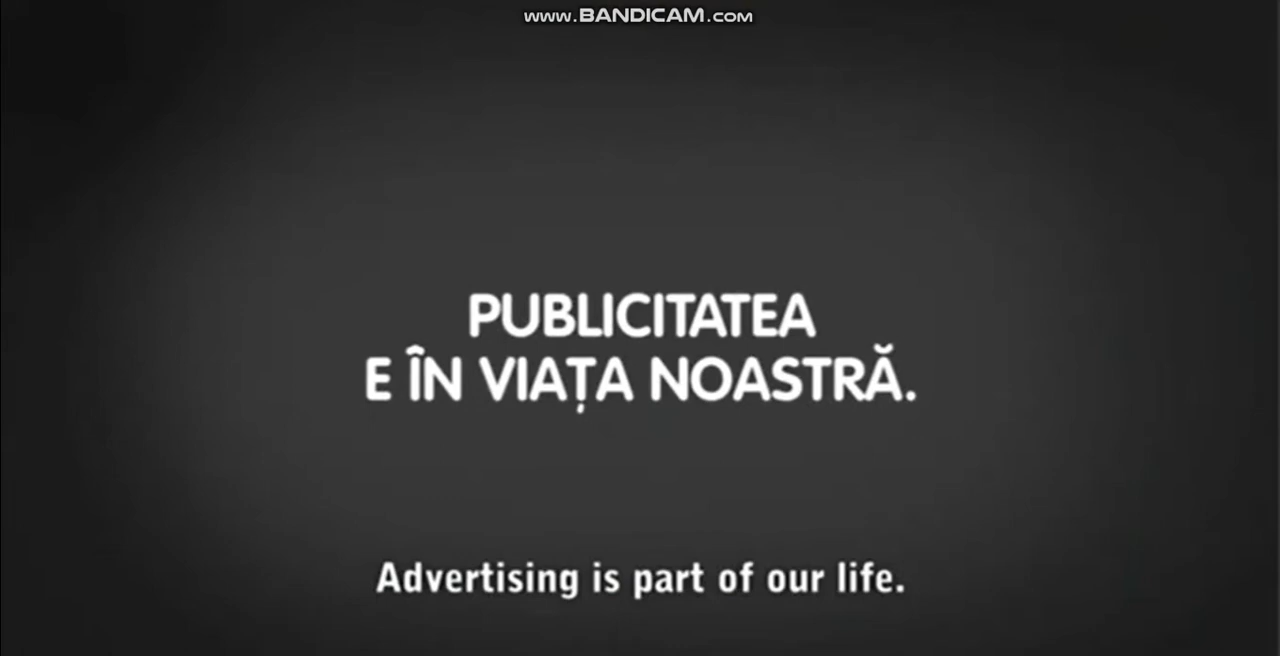 www.BANDICAM.com
PUBLICITATEA
E ÎN VIAȚA NOASTRĂ.
Advertising is part of our life.